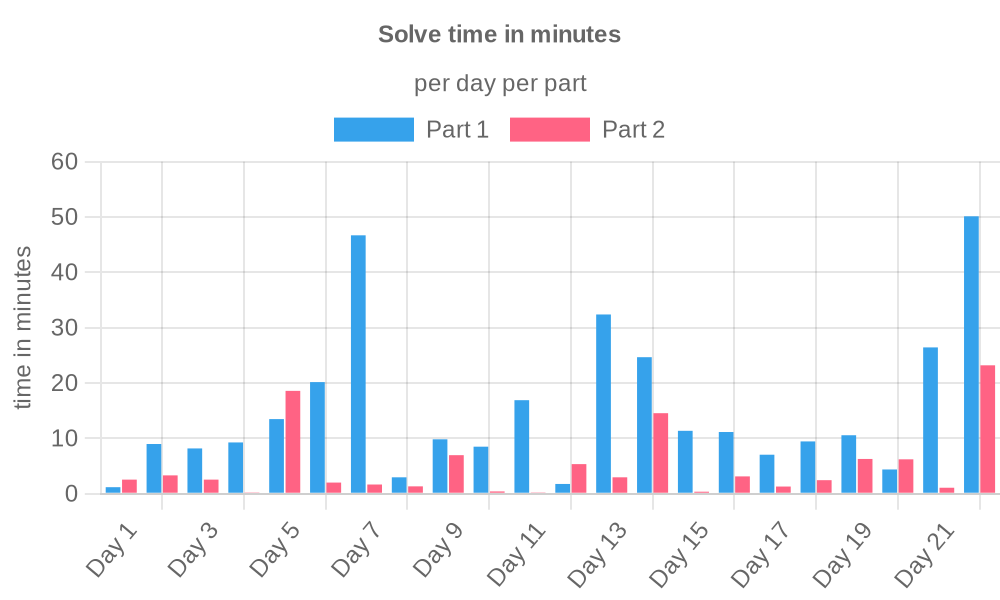 Solve time in minutes
per day per part
Part 1 Part 2
time in minutes
60
50
40
30
20
10
0
Day 1 Day 3 Day 5 Day 7 Day 9 Day 11 Day 13 Day 15 Day 17 Day 19 Day 21